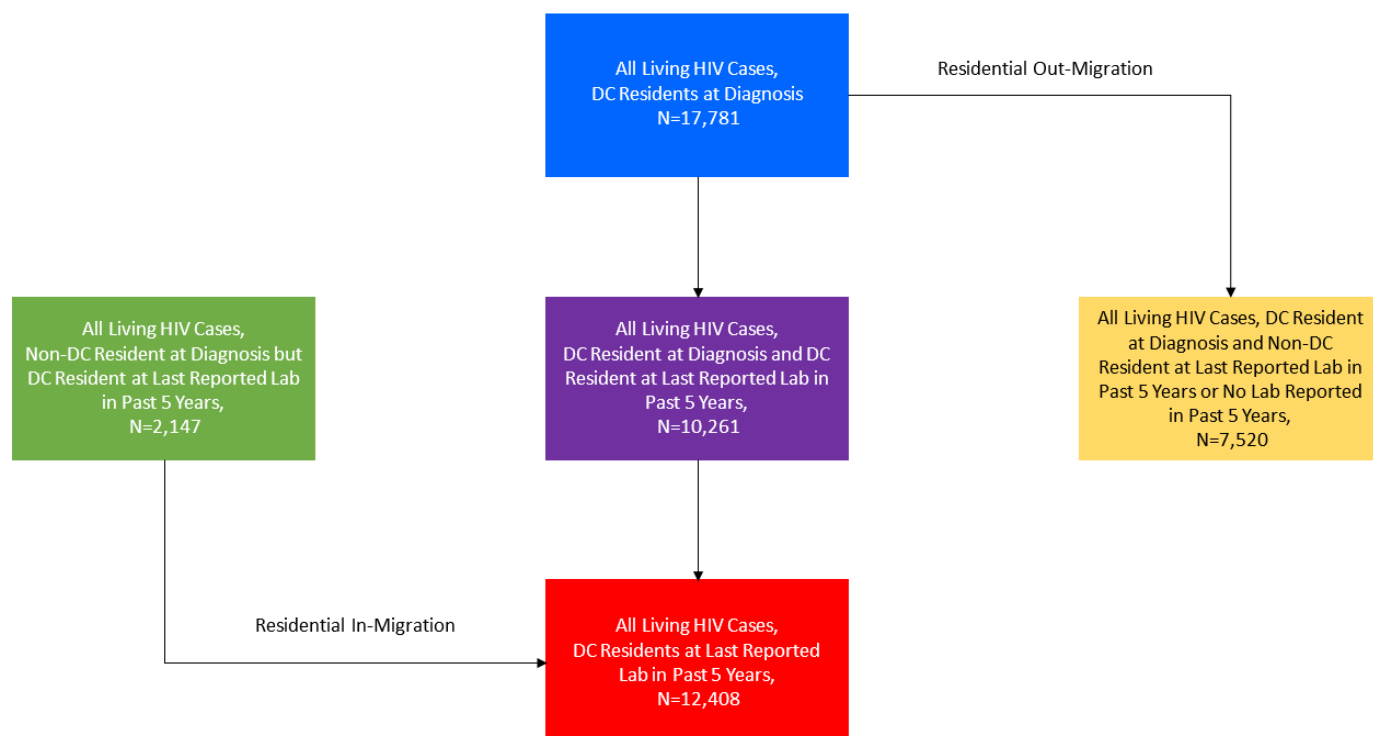 All Living HIV Cases,
DC Residents at Diagnosis
N=17,781
Residential Out-Migration
All Living HIV Cases,
Non-DC Resident at Diagnosis but
DC Resident at Last Reported Lab
in Past 5 Years,
N=2,147
All Living HIV Cases,
DC Resident at Diagnosis and DC
Resident at Last Reported Lab in
Past 5 Years,
N=10,261
All Living HIV Cases, DC Resident
at Diagnosis and Non-DC
Resident at Last Reported Lab in
Past 5 Years or No Lab Reported
in Past 5 Years,
N=7,520
Residential In-Migration
All Living HIV Cases,
DC Residents at Last Reported
Lab in Past 5 Years,
N=12,408